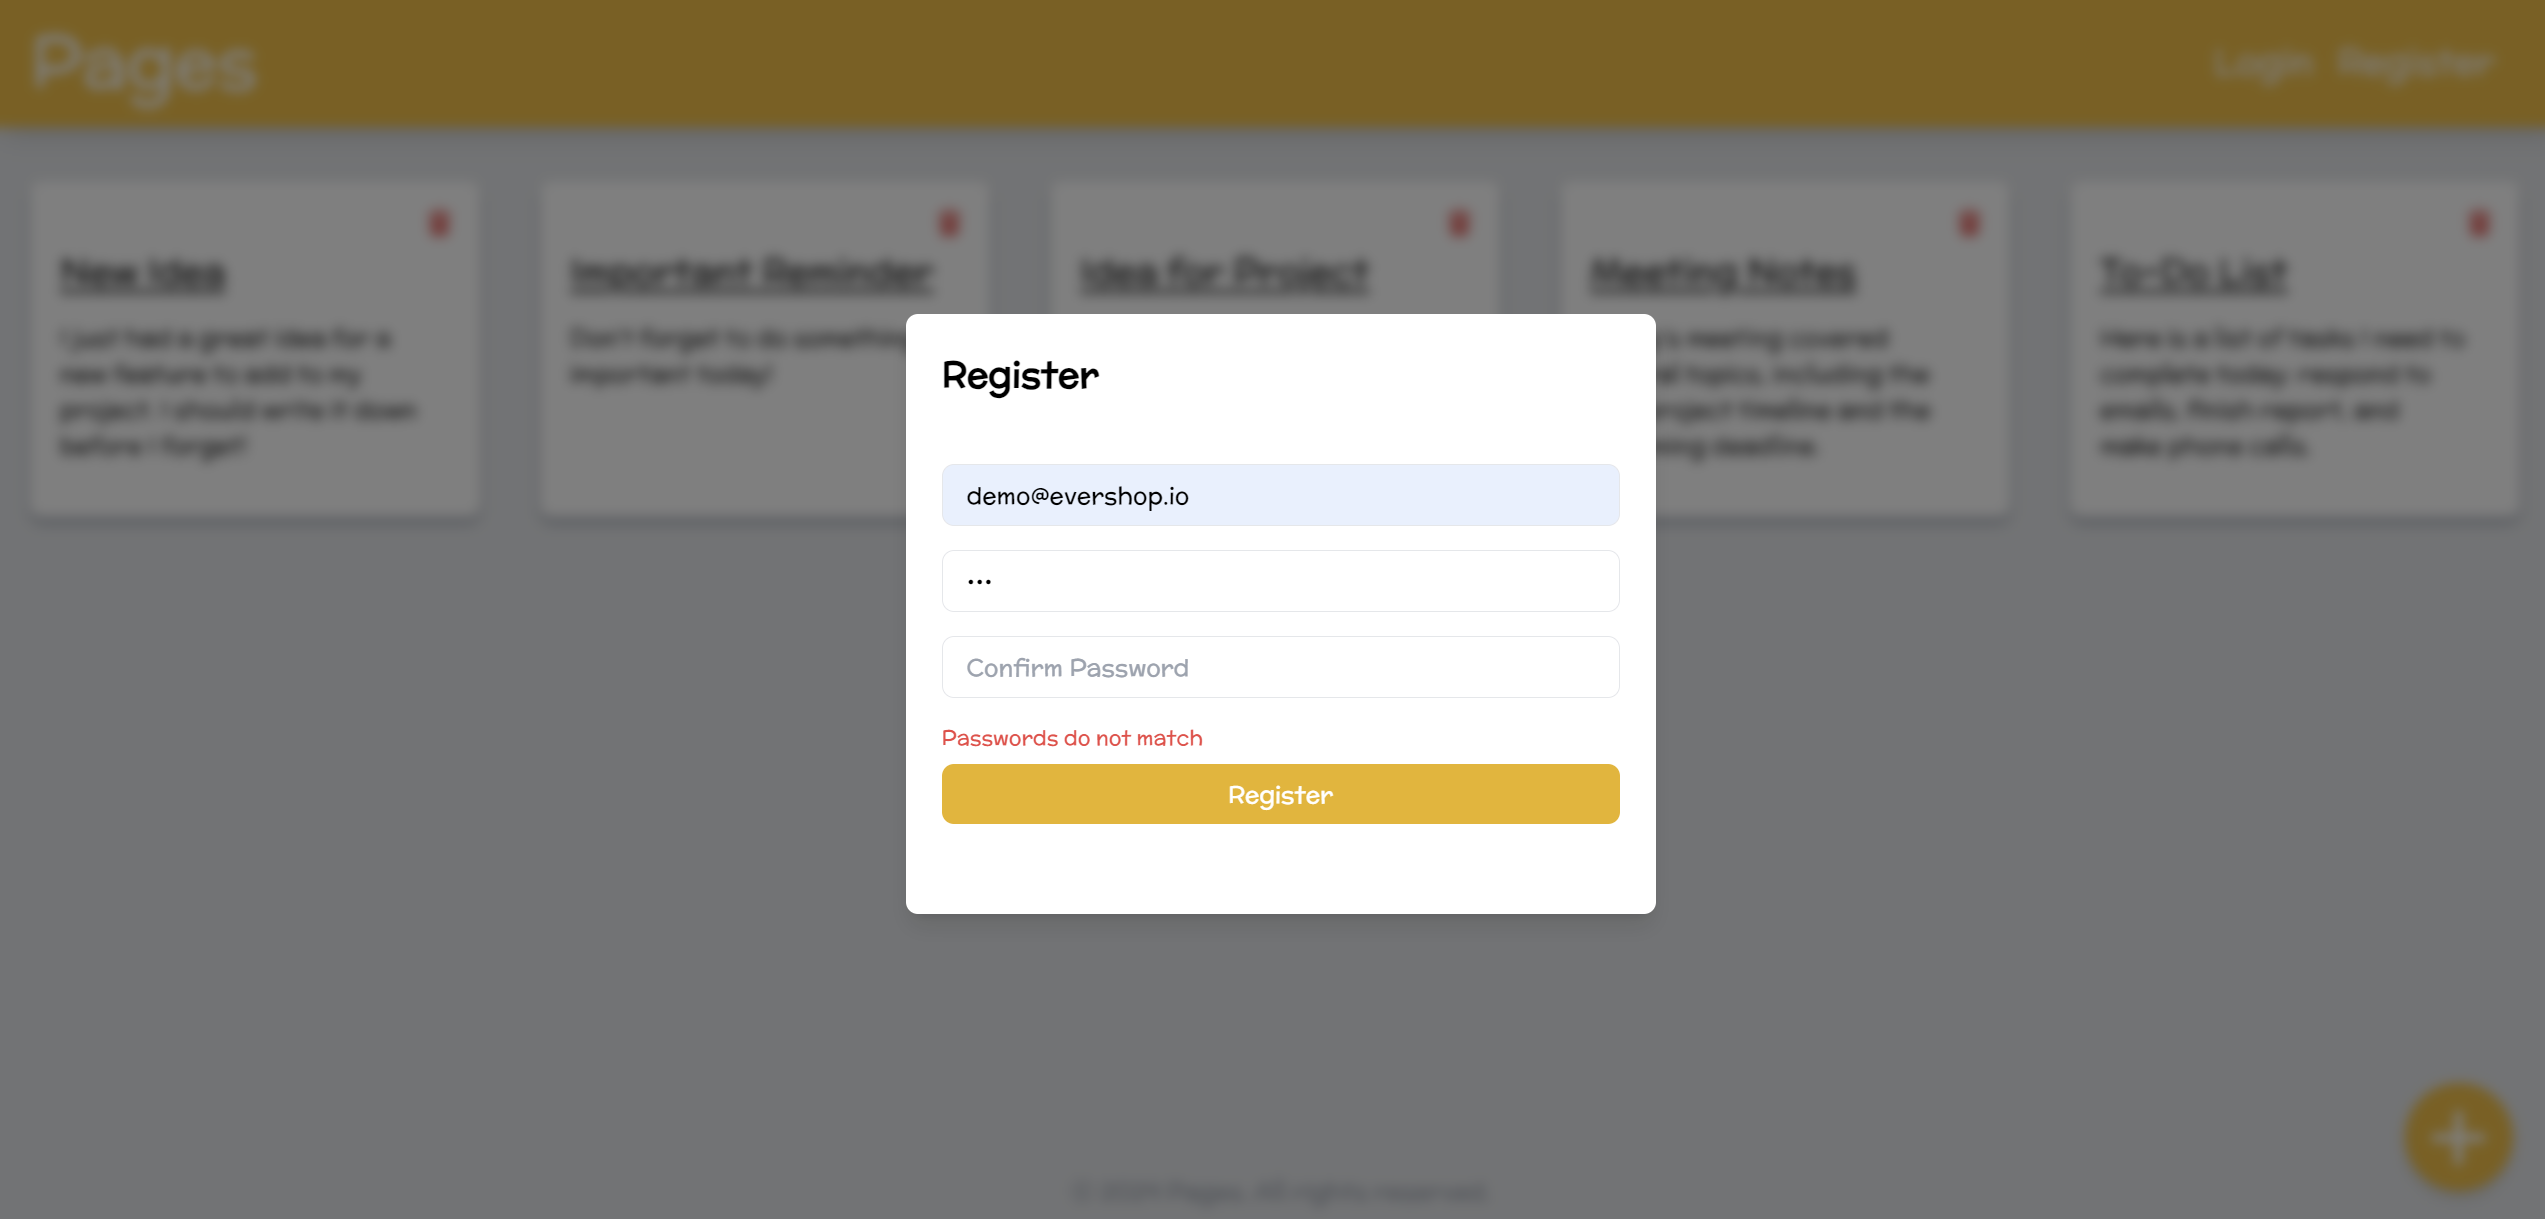 Pages
Login Register
New Idea
I just had a great idea for a
new feature to add to my
project. I should write it down
before I forget!
Important Reminder
Don't forget to do something
important today!
Idea for Project
Meeting Notes
's meeting covered
topics, including the
project timeline and the
deadline.
To-Do List
Here is a list of tasks I need to
complete today: respond to
emails, finish report, and
make phone calls.
Register
demo@evershop.io
•••
Confirm Password
Passwords do not match
Register
+
Pages. All rights reserved.